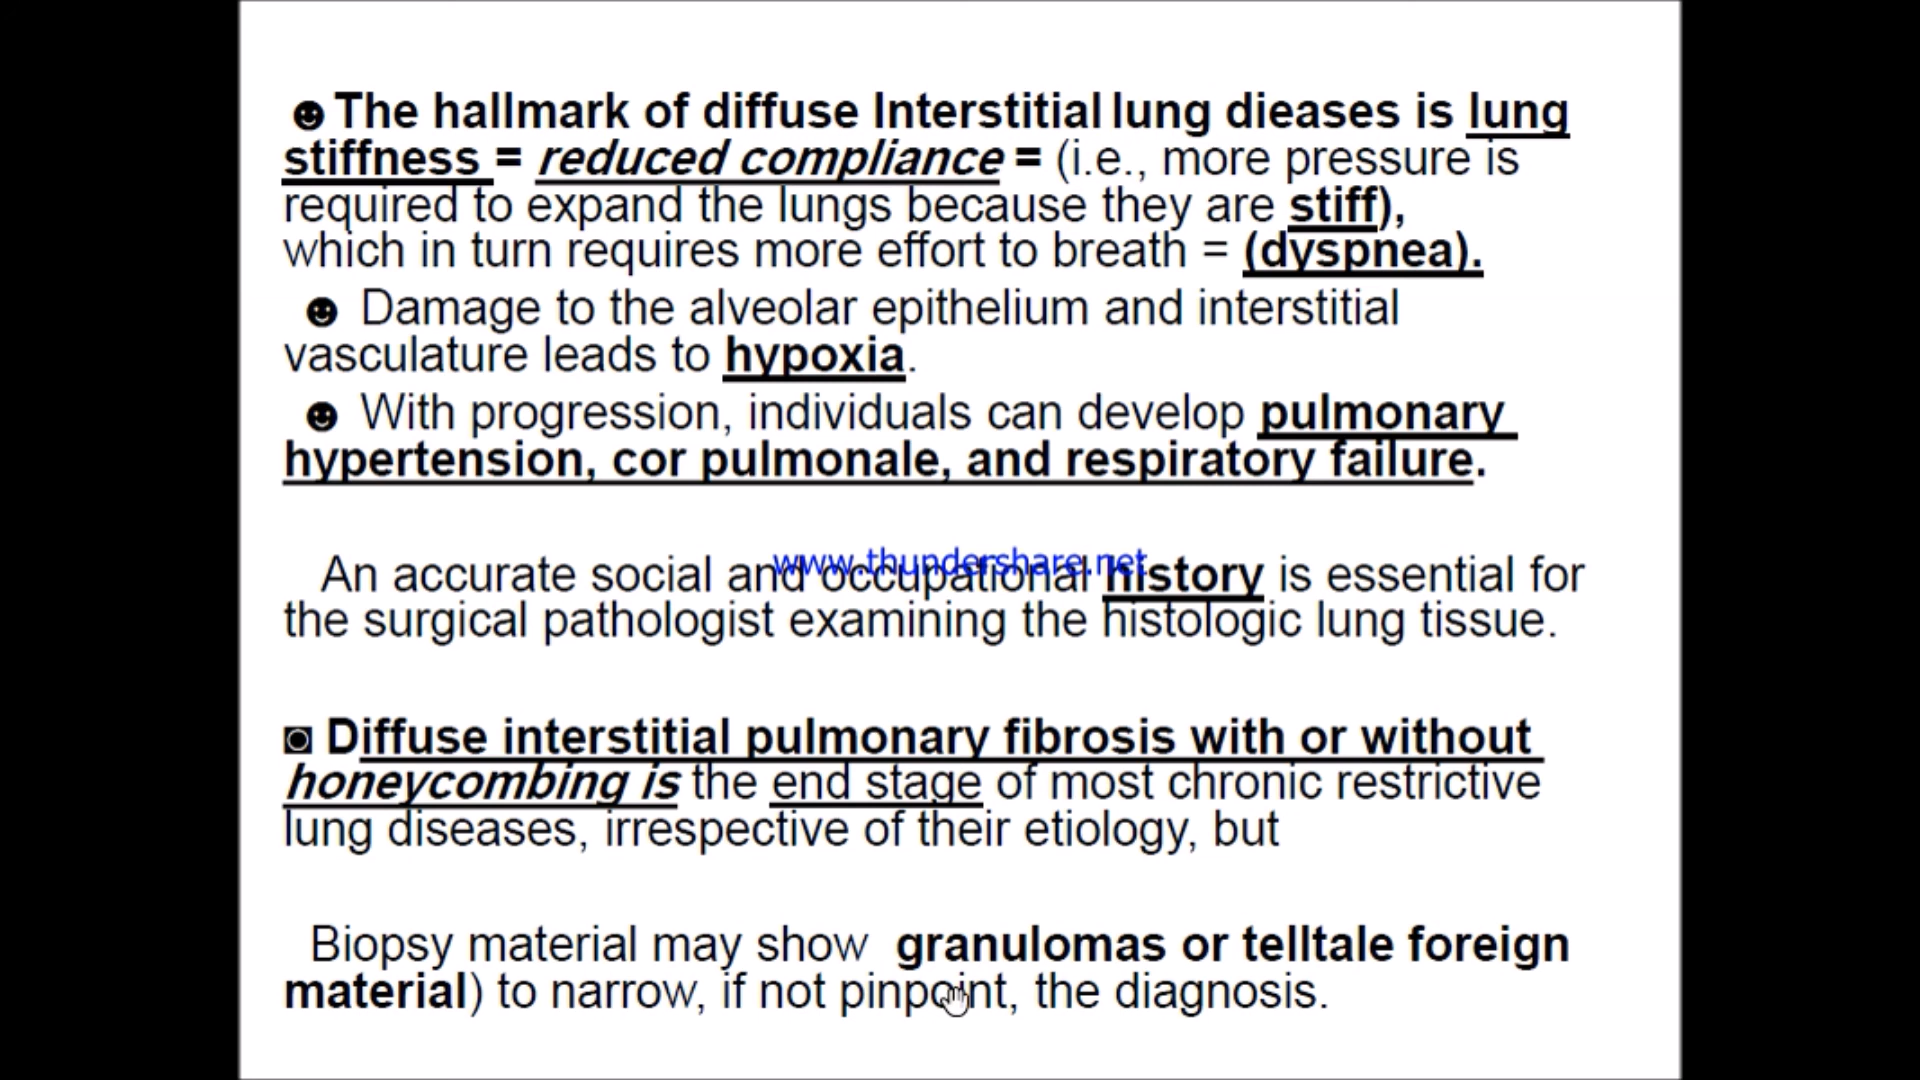 ☻The hallmark of diffuse Interstitial lung dieases is lung
stiffness = reduced compliance = (i.e., more pressure is
required to expand the lungs because they are stiff),
which in turn requires more effort to breath = (dyspnea).
☻ Damage to the alveolar epithelium and interstitial
vasculature leads to hypoxia.
☻ With progression, individuals can develop pulmonary
hypertension, cor pulmonale, and respiratory failure.
www.thundershare.net
An accurate social and occupational history is essential for
the surgical pathologist examining the histologic lung tissue.
◘ Diffuse interstitial pulmonary fibrosis with or without
honeycombing is the end stage of most chronic restrictive
lung diseases, irrespective of their etiology, but
Biopsy material may show granulomas or telltale foreign
material) to narrow, if not pinpoint, the diagnosis.